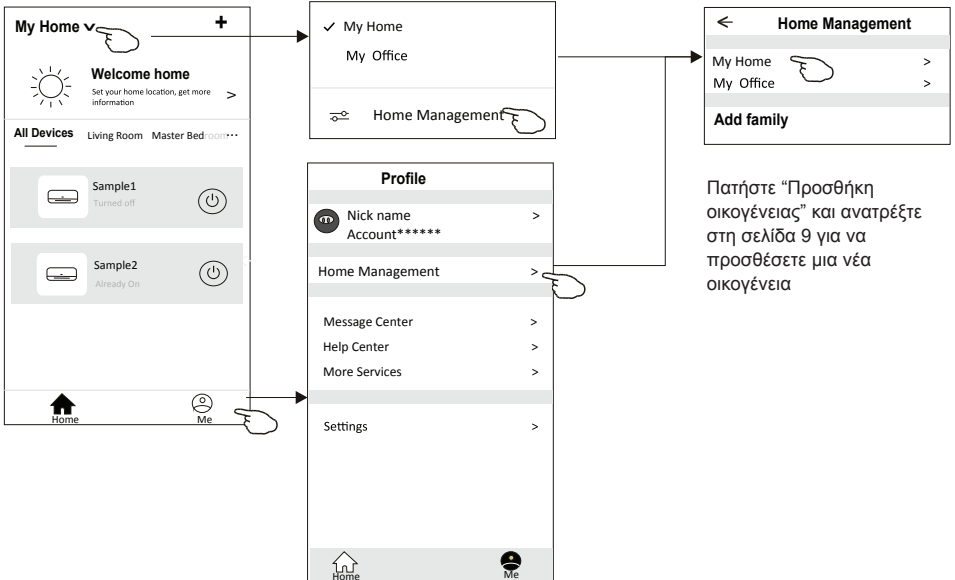 My Home
+
Welcome home
Set your home location, get more
information
>
All Devices Living Room Master Bedroom···
Sample1
Turned off
Sample2
Already On
Home
Me
✓ My Home
My Office
Home Management
Profile
Nick name >
Account******
Home Management >
Message Center >
Help Center >
More Services >
Settings >
Home
Me
← Home Management
My Home >
My Office >
Add family
Πατήστε “Προσθήκη
οικογένειας” και ανατρέξτε
στη σελίδα 9 για να
προσθέσετε μια νέα
οικογένεια